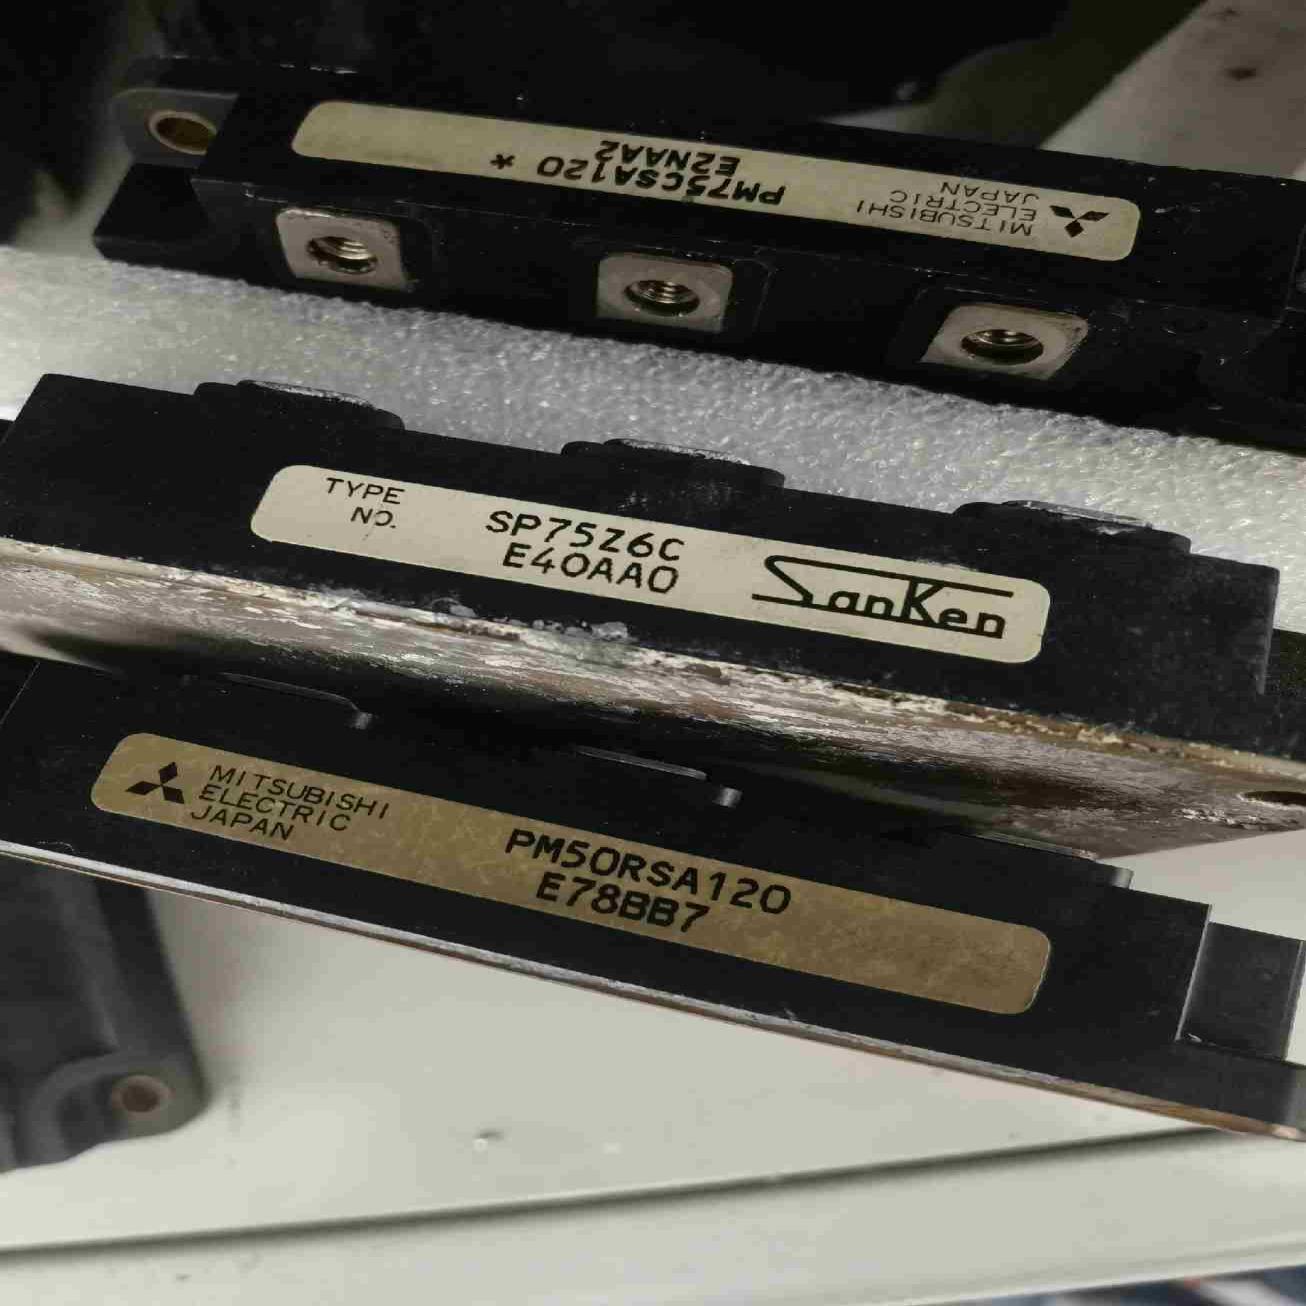 MITSUBISHI
ELECTRIC
JAPAN
PM75CSA120 *
E2NAA2
TYPE
NO.
SP75Z6C
E40AA0
SanKen
MITSUBISHI
ELECTRIC
JAPAN
PM50RSA120
E78BB7